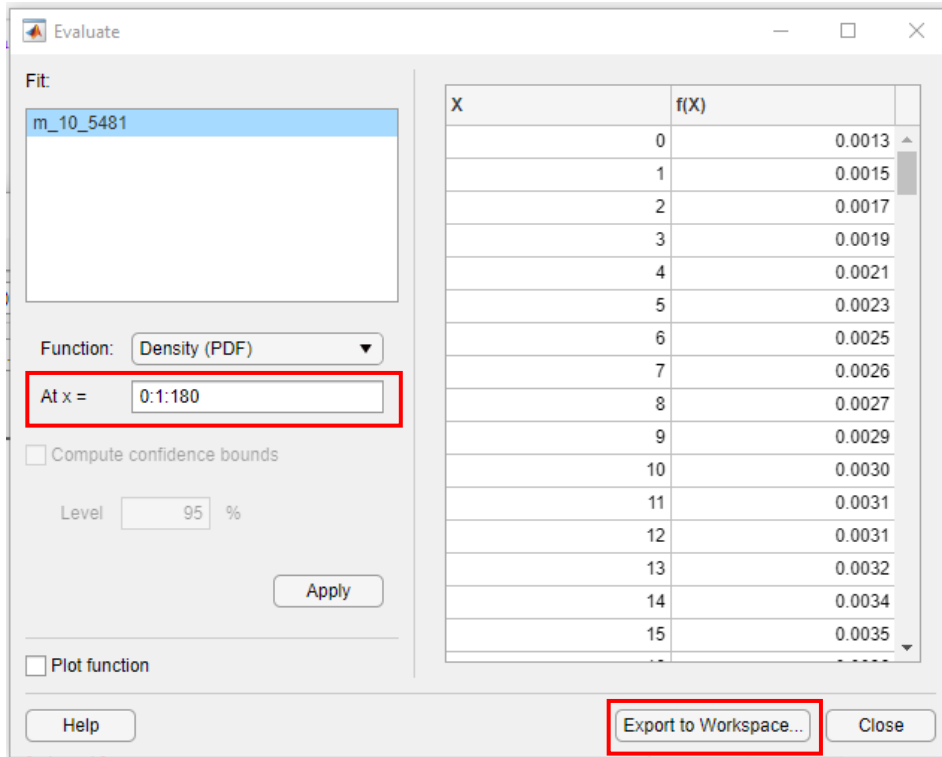 Evaluate
Fit:
m_10_5481
Function: Density (PDF)
At x = 0:1:180
Compute confidence bounds
Level 95 %
Apply
Plot function
X f(X)
0 0.0013
1 0.0015
2 0.0017
3 0.0019
4 0.0021
5 0.0023
6 0.0025
7 0.0026
8 0.0027
9 0.0029
10 0.0030
11 0.0031
12 0.0031
13 0.0032
14 0.0034
15 0.0035
Help
Export to Workspace...
Close